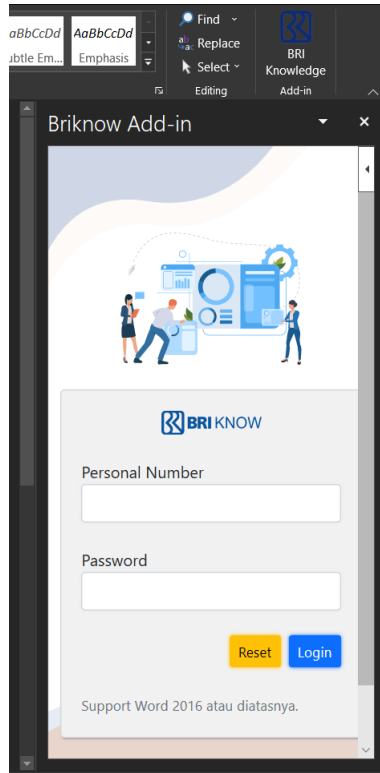 aBbCcDd AaBbCcDd
ubtle Em... Emphasis
Find
Replace
Select
Editing
BRI
Knowledge
Add-in
Briknow Add-in
BRI KNOW
Personal Number
Password
Reset Login
Support Word 2016 atau diatasnya.